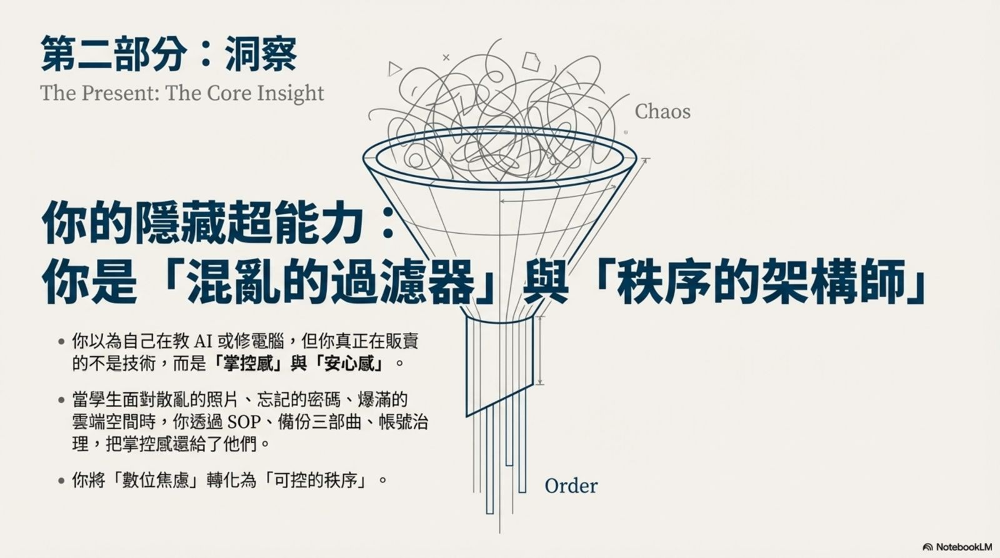 第二部分：洞察
The Present: The Core Insight
Chaos
你的隱藏超能力：
你是「混亂的過濾器」與「秩序的架構師」
• 你以為自己在教 AI 或修電腦，但你真正在販賣
的不是技術，而是「掌控感」與「安心感」。
• 當學生面對散亂的照片、忘記的密碼、爆滿的
雲端空間時，你透過 SOP、備份三部曲、帳號治
理，把掌控感還給了他們。
• 你將「數位焦慮」轉化為「可控的秩序」。
Order
NotebookLM